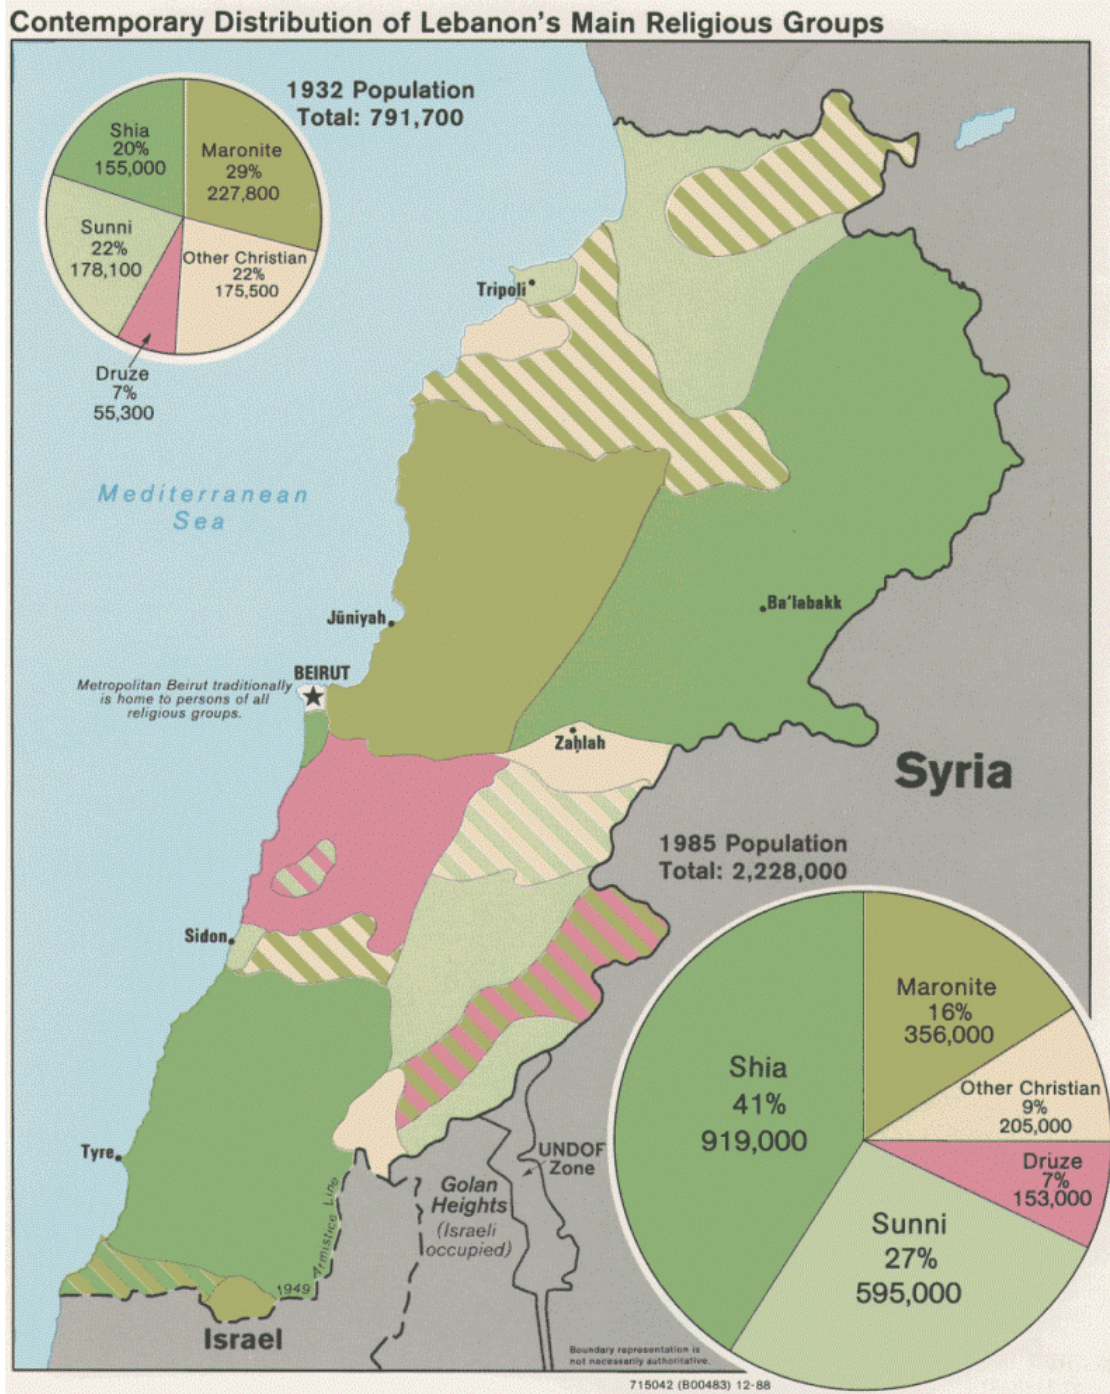 Contemporary Distribution of Lebanon's Main Religious Groups
1932 Population
Total: 791,700
Shia
20%
155,000
Maronite
29%
227,800
Sunni
22%
178,100
Other Christian
22%
175,500
Druze
7%
55,300
Tripoli
Mediterranean
Sea
Ba'labakk
Jūniyah
BEIRUT
Metropolitan Beirut traditionally
is home to persons of all
religious groups.
Zaḥlah
Syria
1985 Population
Total: 2,228,000
Sidon
Maronite
16%
356,000
Shia
41%
919,000
Other Christian
9%
205,000
Druze
7%
153,000
Sunni
27%
595,000
Tyre
UNDOF
Zone
Golan
Heights
(Israeli
occupied)
1949 Armistice Line
Israel
Boundary representation is
not necessarily authoritative.
715042 (B00483) 12-88